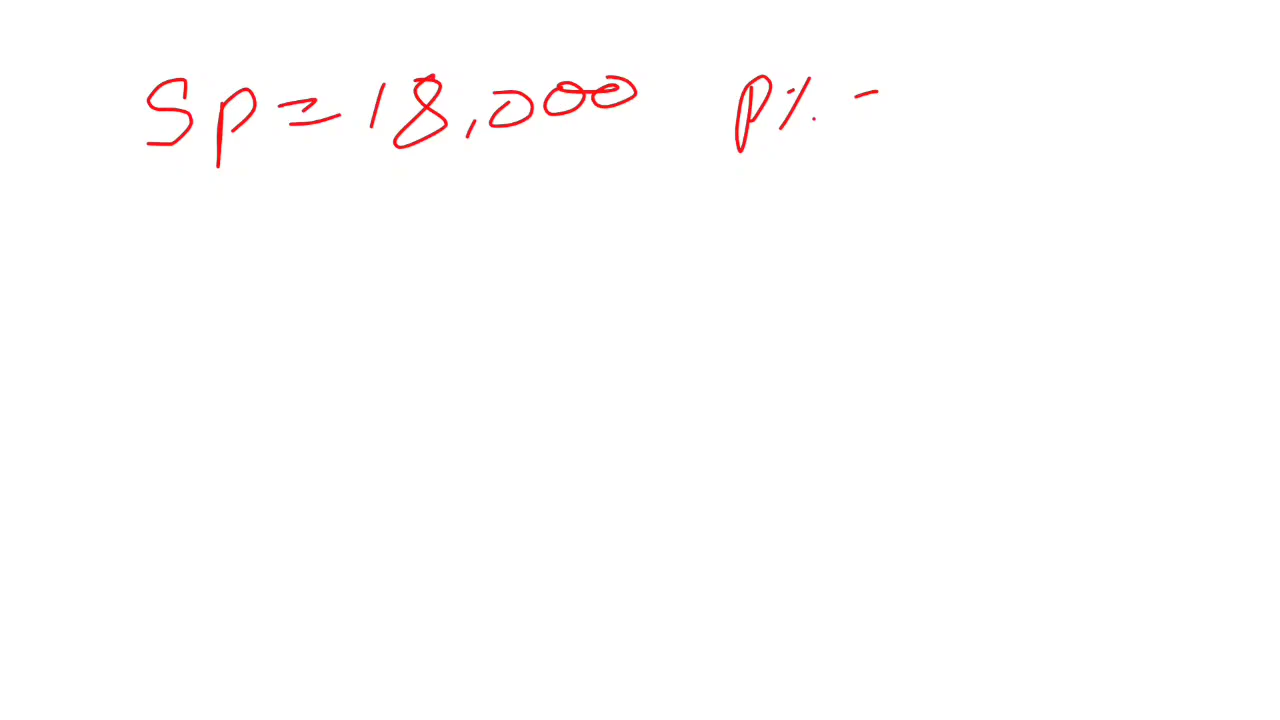 Sp = 18,000 p% -